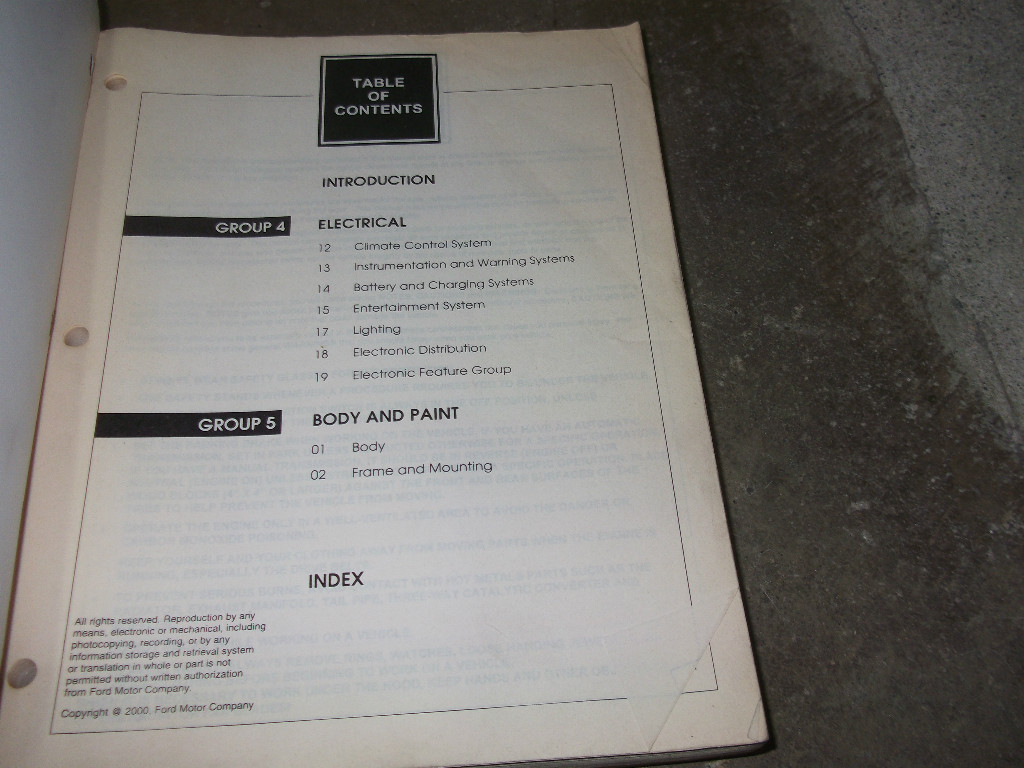 TABLE
OF
CONTENTS
INTRODUCTION
GROUP 4 ELECTRICAL
12 Climate Control System
13 Instrumentation and Warning Systems
14 Battery and Charging Systems
15 Entertainment System
17 Lighting
18 Electronic Distribution
19 Electronic Feature Group
GROUP 5 BODY AND PAINT
01 Body
02 Frame and Mounting
INDEX
All rights reserved. Reproduction by any
means, electronic or mechanical, including
photocopying, recording, or by any
information storage and retrieval system
or translation in whole or part is not
permitted without written authorization
from Ford Motor Company.
Copyright © 2000, Ford Motor Company